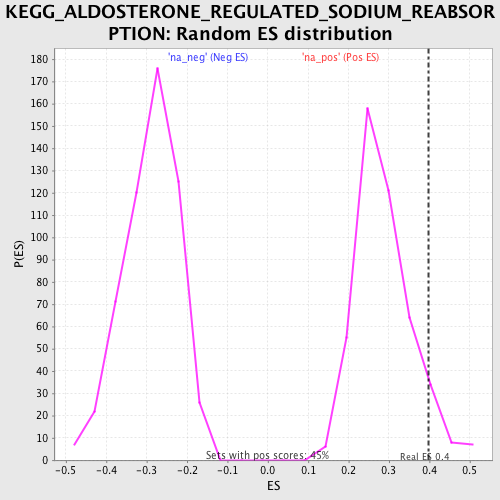 KEGG_ALDOSTERONE_REGULATED_SODIUM_REABSOR
PTION: Random ES distribution
'na_neg' (Neg ES)
'na_pos' (Pos ES)
180
170
160
150
140
130
120
110
100
90
80
70
60
50
40
30
20
10
0
P(ES)
Sets with pos scores: 45%
Real ES 0.4
-0.5 -0.4 -0.3 -0.2 -0.1 0.0 0.1 0.2 0.3 0.4 0.5
ES